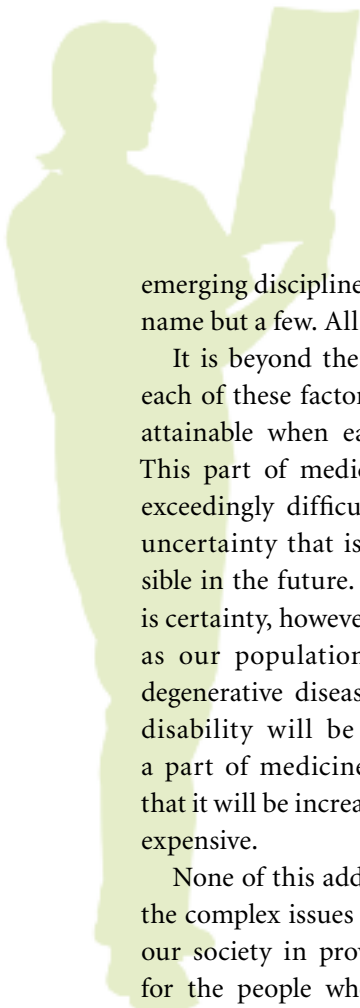 emerging discipline
name but a few. All
It is beyond the
each of these factor
attainable when ea
This part of medic
exceedingly difficu
uncertainty that is
sible in the future.
is certainty, howeve
as our population
degenerative diseas
disability will be
a part of medicine
that it will be increa
expensive.
None of this add
the complex issues
our society in prov
for the people wh